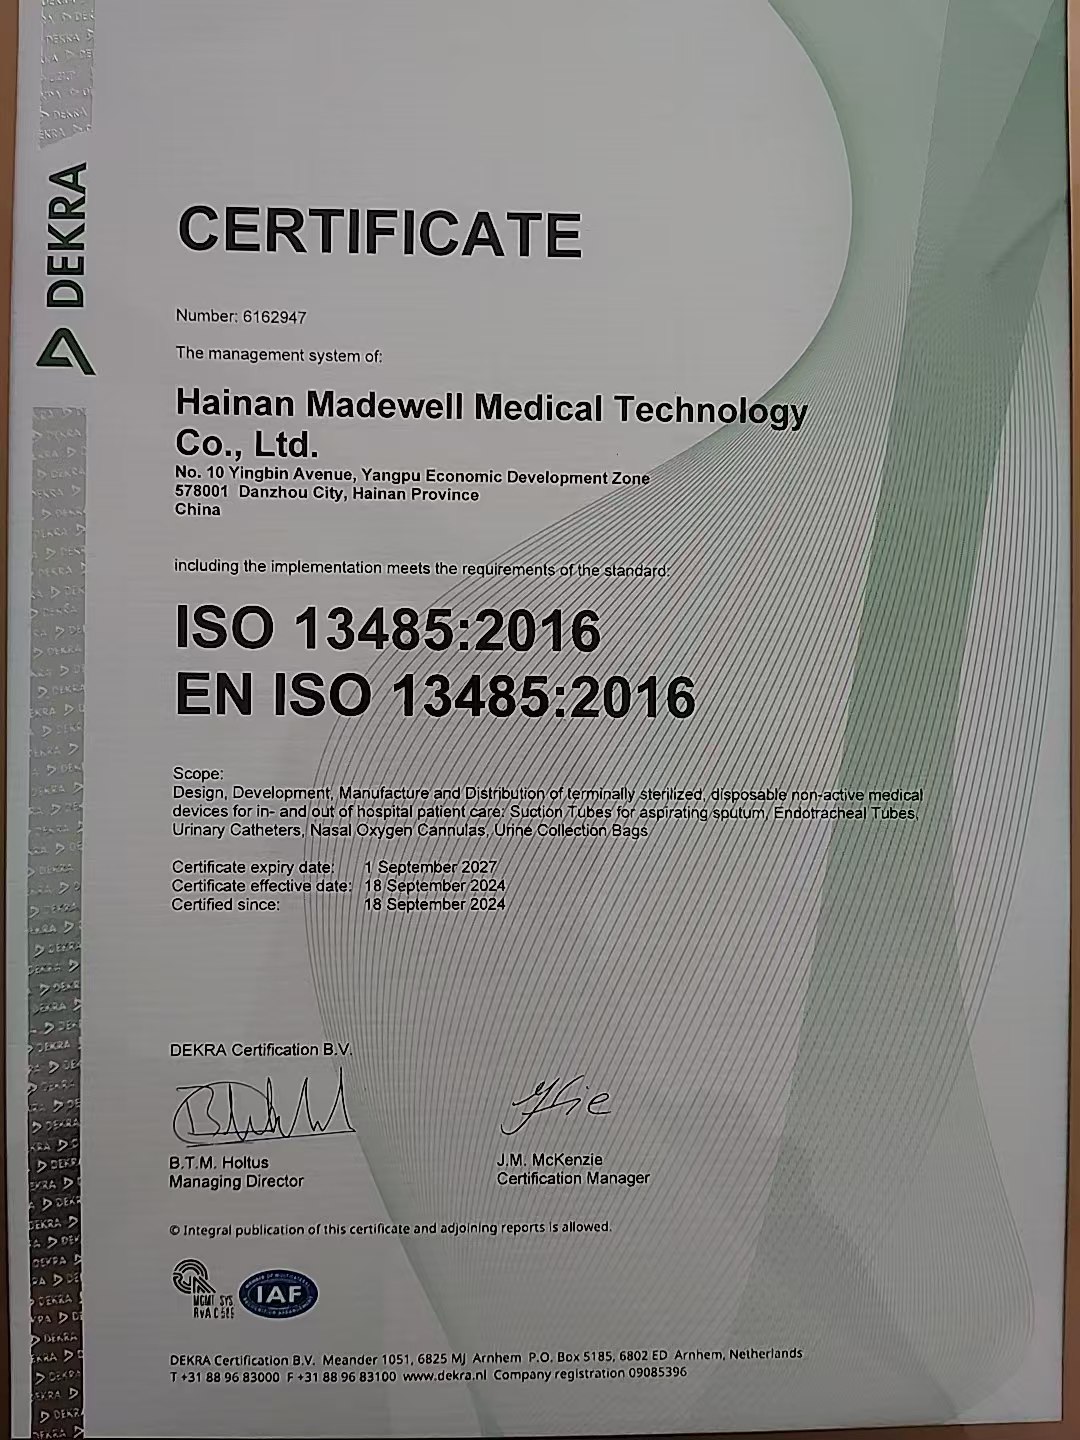 DEKRA
CERTIFICATE
Number: 6162947
The management system of:
Hainan Madewell Medical Technology
Co., Ltd.
No. 10 Yingbin Avenue, Yangpu Economic Development Zone
578001 Danzhou City, Hainan Province
China
including the implementation meets the requirements of the standard:
ISO 13485:2016
EN ISO 13485:2016
Scope:
Design, Development, Manufacture and Distribution of terminally sterilized, disposable non-active medical
devices for in- and out of hospital patient care: Suction Tubes for aspirating sputum, Endotracheal Tubes,
Urinary Catheters, Nasal Oxygen Cannulas, Urine Collection Bags
Certificate expiry date: 1 September 2027
Certificate effective date: 18 September 2024
Certified since: 18 September 2024
DEKRA Certification B.V.
B.T.M. Holtus
Managing Director
J.M. McKenzie
Certification Manager
© Integral publication of this certificate and adjoining reports is allowed.
MGMT SYS
IAF
DEKRA Certification B.V. Meander 1051, 6825 MJ Arnhem P.O. Box 5185, 6802 ED Arnhem, Netherlands
T +31 88 96 83000 F +31 88 96 83100 www.dekra.nl Company registration 09085396